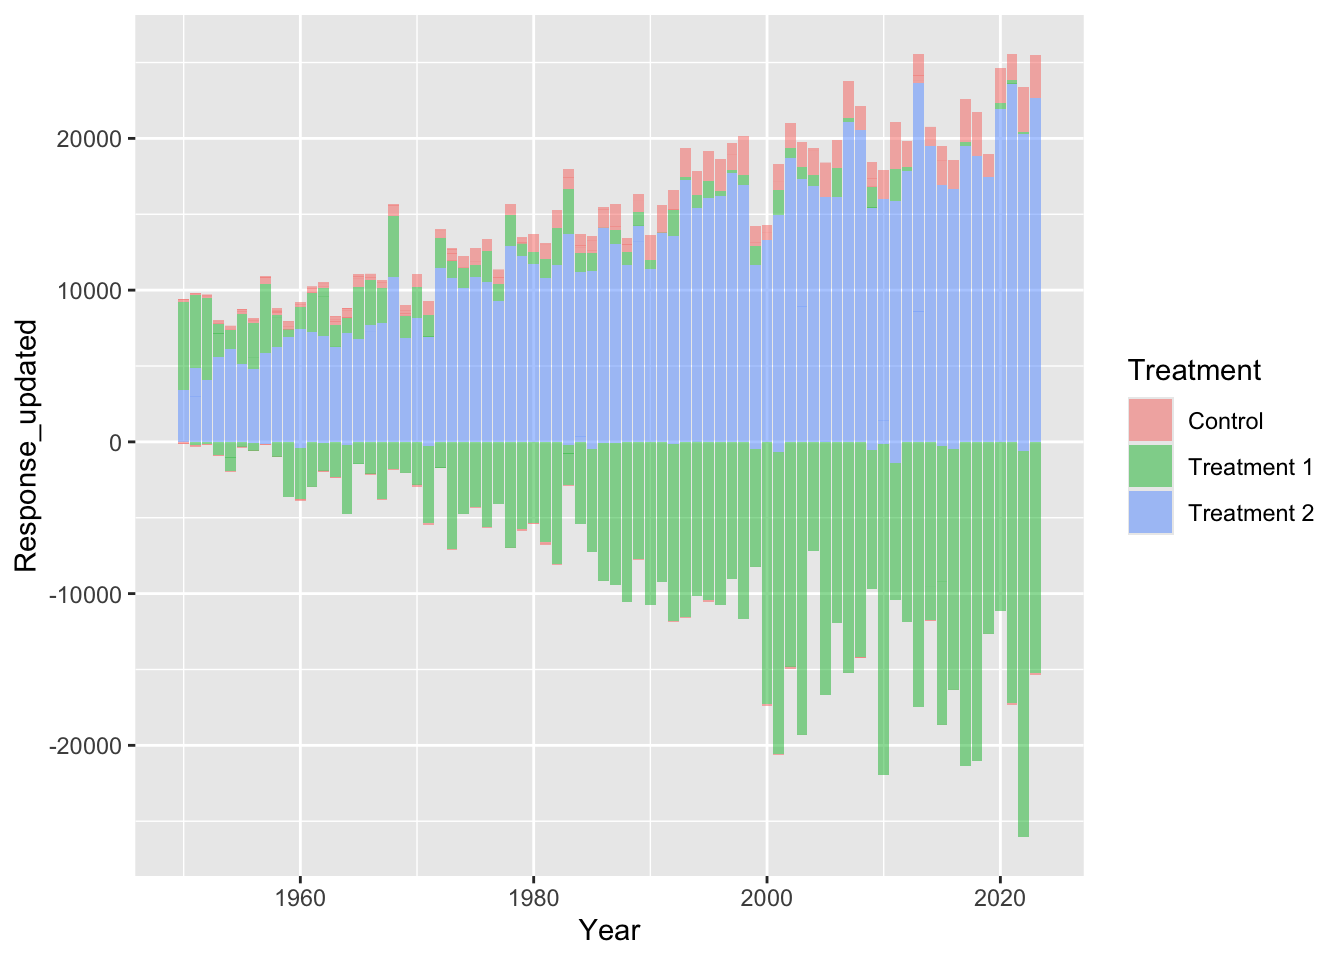 Response_updated
20000
10000
0
-10000
-20000
1960
1980
2000
2020
Year
Treatment
Control
Treatment 1
Treatment 2